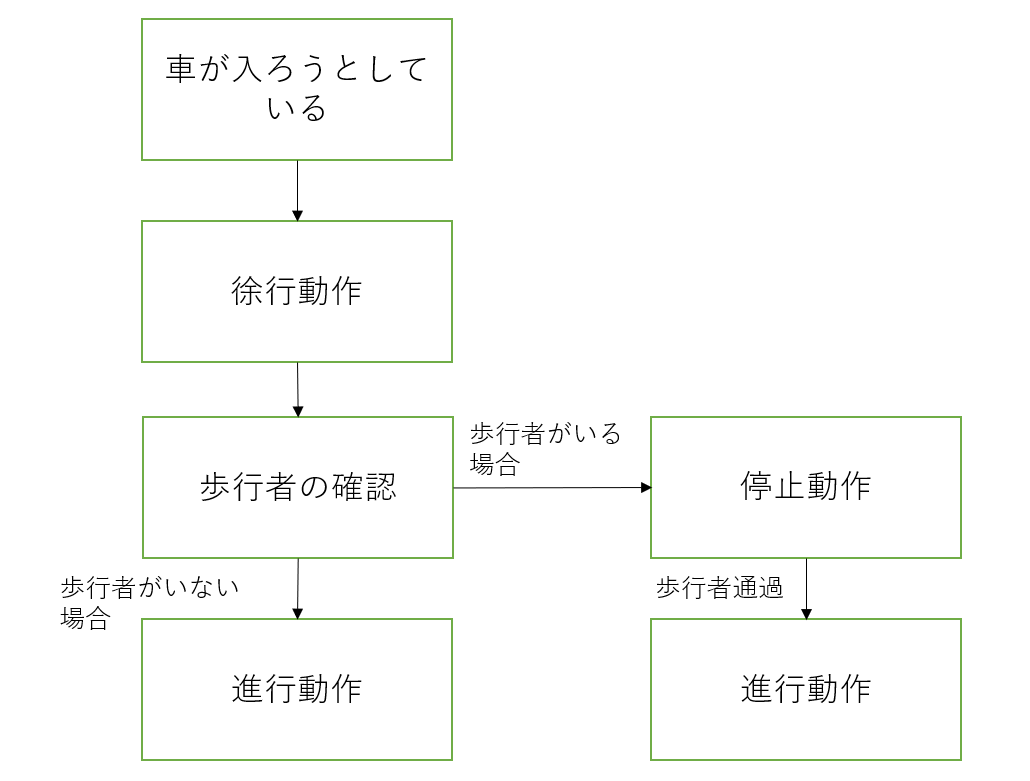 車が入ろうとして
いる
徐行動作
歩行者の確認
歩行者がいる
場合
停止動作
歩行者がいない
場合
歩行者通過
進行動作
進行動作